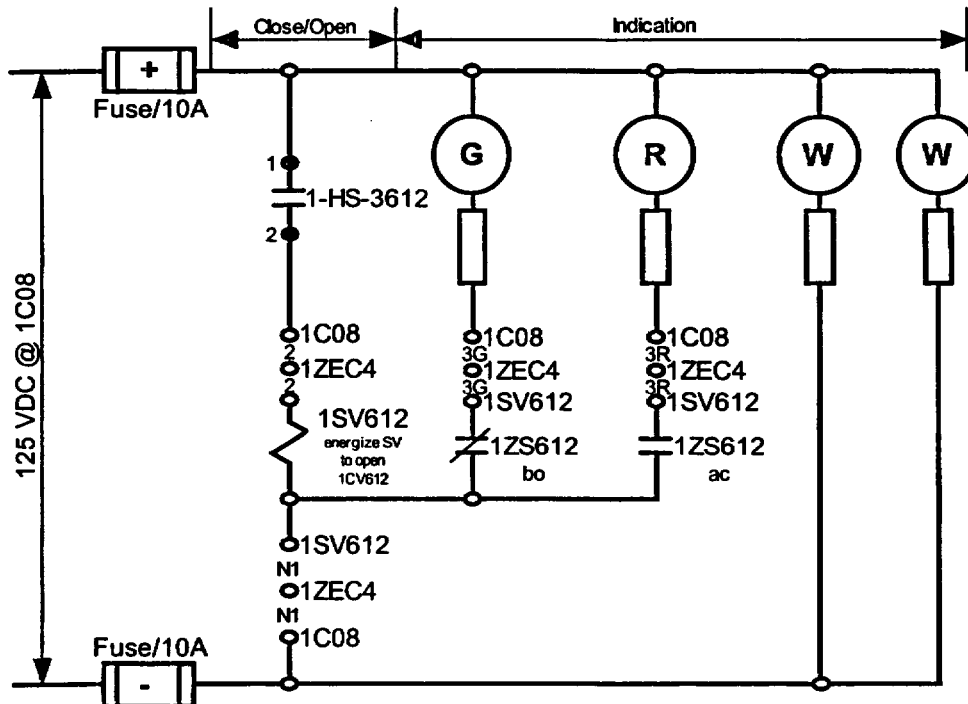 Close/Open
Indication
+
Fuse/10A
G
R
W
W
1
1-HS-3612
2
125 VDC @ 1C08
1C08
2
1ZEC4
2
1SV612
energize SV
to open
1CV612
1C08
3G
1ZEC4
3G
1SV612
1ZS612
bo
1C08
3R
1ZEC4
3R
1SV612
1ZS612
ac
1SV612
N1
1ZEC4
N1
1C08
Fuse/10A
-